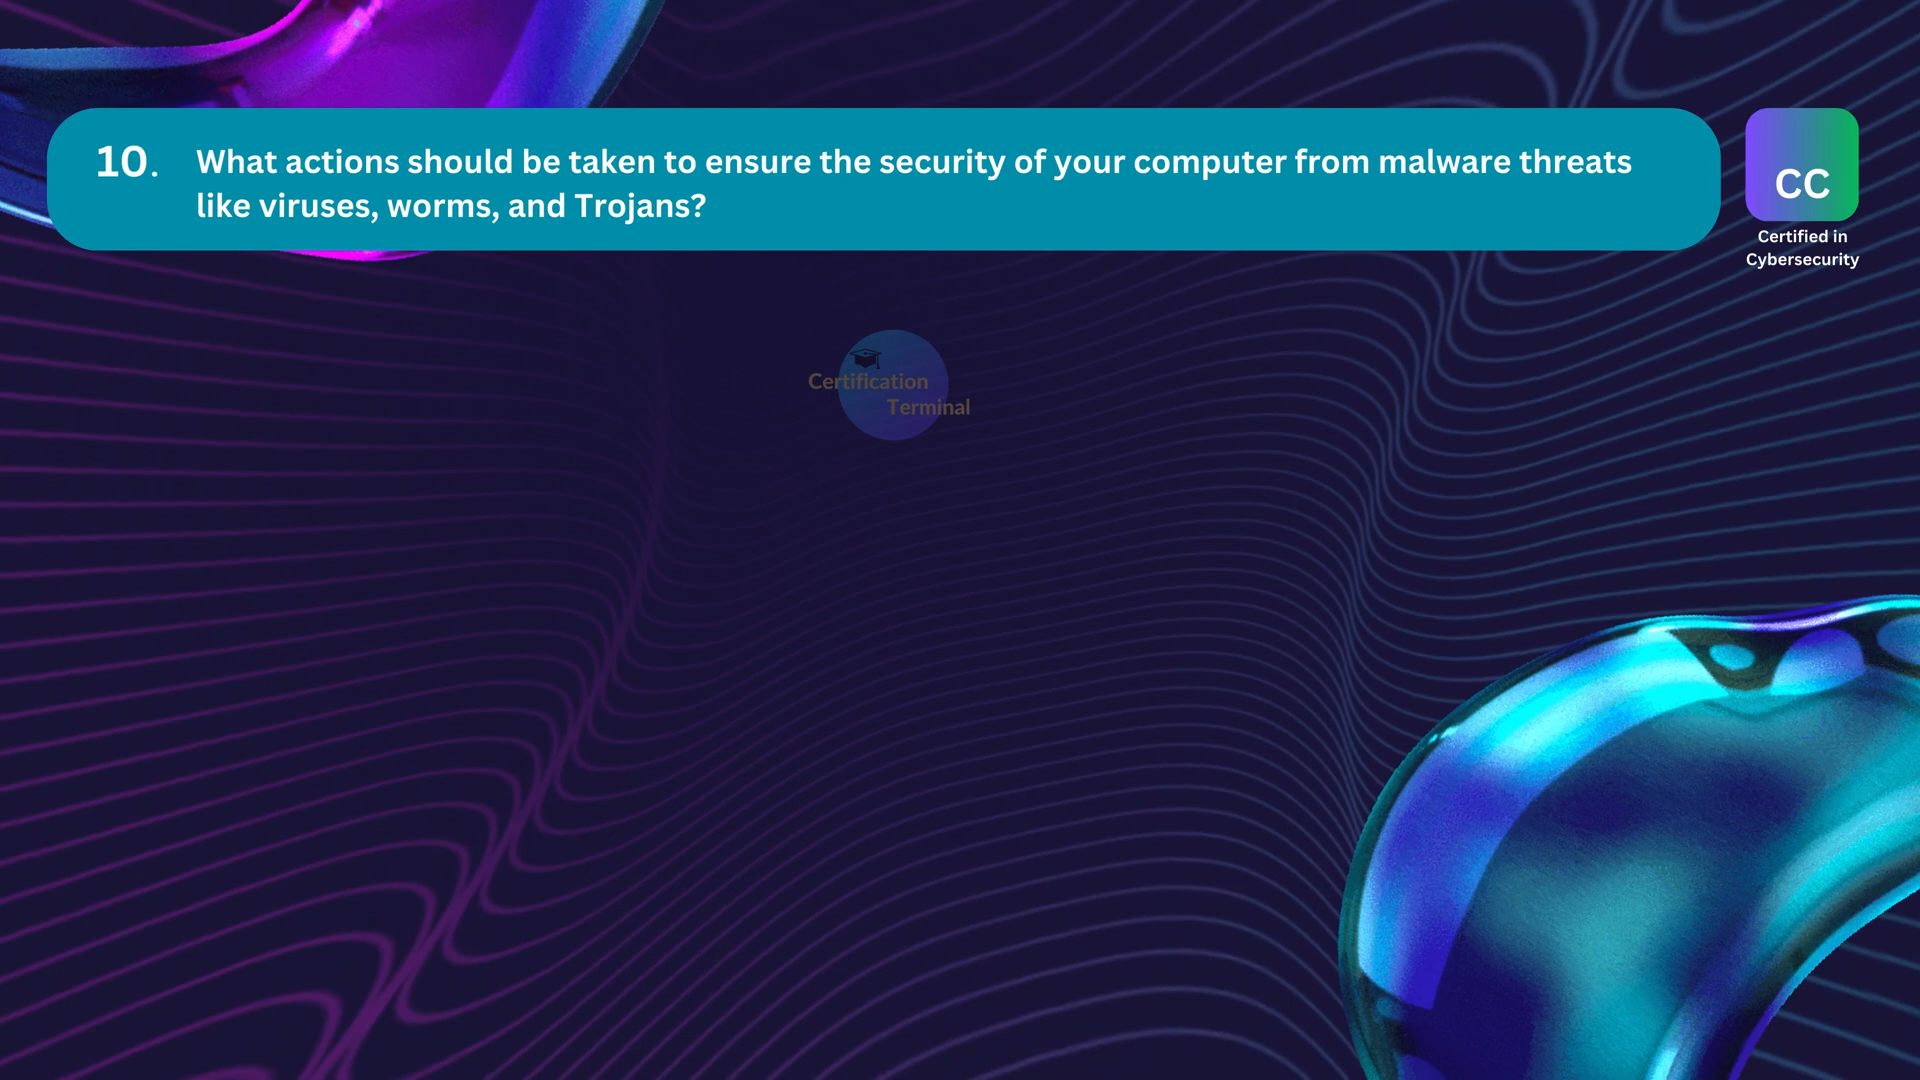 10. What actions should be taken to ensure the security of your computer from malware threats
like viruses, worms, and Trojans?
CC
Certified in
Cybersecurity
Certification
Terminal